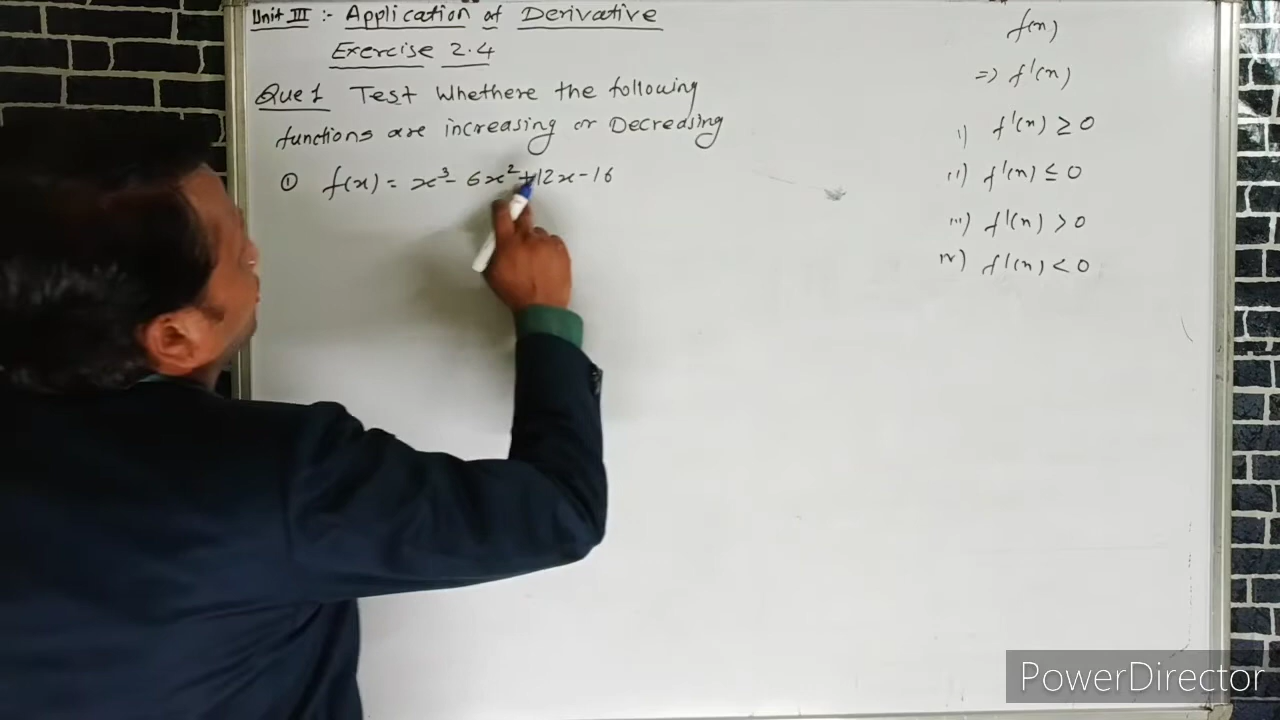 Unit III :- Application of Derivative
Exercise 2.4
Que 1 Test Whethere the following
functions are increasing or Decreasing
① f(x) = x³- 6x²+12x-16
f(x)
=> f'(x)
i) f'(x) ≥ 0
ii) f'(x) ≤ 0
iii) f'(x) > 0
iv) f'(x) < 0
PowerDirector